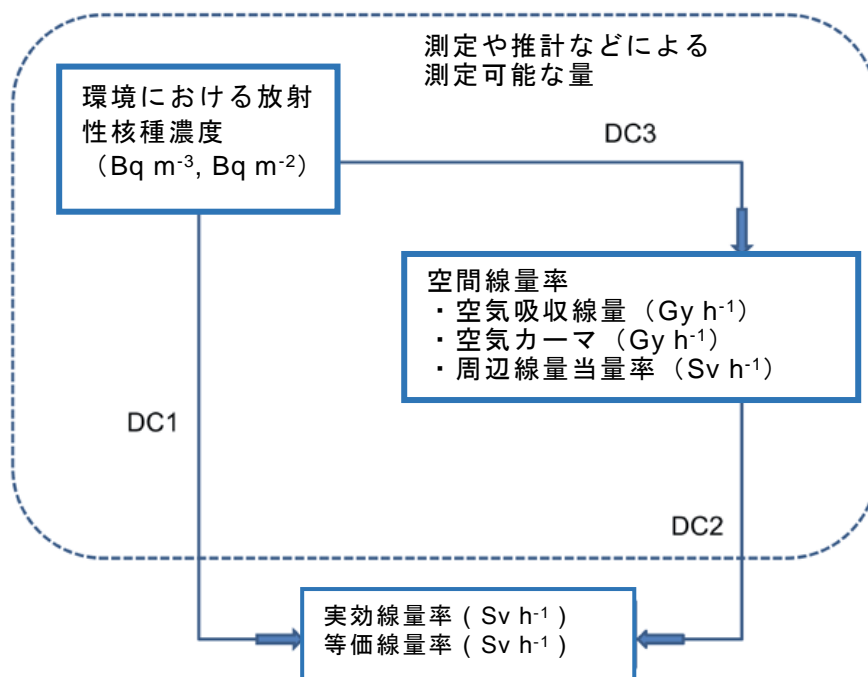 測定や推計などによる
測定可能な量
環境における放射
性核種濃度
（Bq m⁻³, Bq m⁻²）
DC3
空間線量率
・空気吸収線量（Gy h⁻¹）
・空気カーマ（Gy h⁻¹）
・周辺線量当量率（Sv h⁻¹）
DC1
DC2
実効線量率 ( Sv h⁻¹ )
等価線量率 ( Sv h⁻¹ )